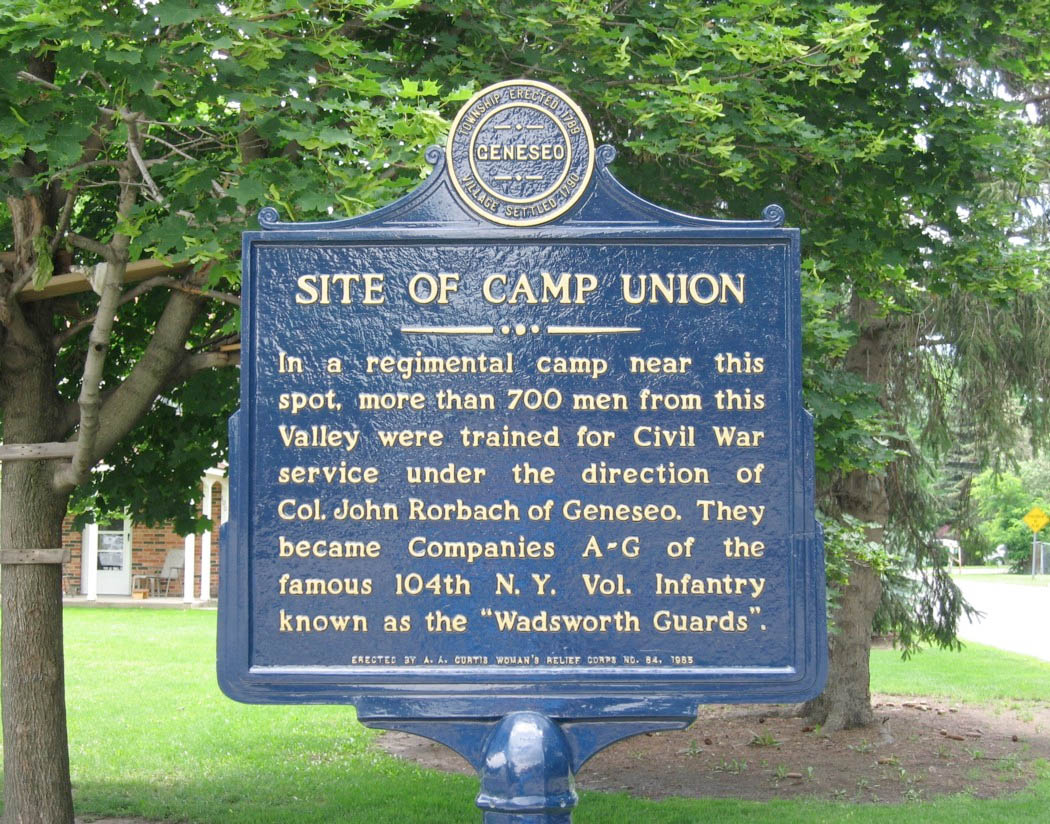 TOWNSHIP ERECTED 1789
GENESEO
VILLAGE SETTLED 1790
SITE OF CAMP UNION
In a regimental camp near this
spot, more than 700 men from this
Valley were trained for Civil War
service under the direction of
Col. John Rorbach of Geneseo. They
became Companies A-G of the
famous 104th N. Y. Vol. Infantry
known as the "Wadsworth Guards".
ERECTED BY A. A. CURTIS WOMAN'S RELIEF CORPS NO. 84, 1955